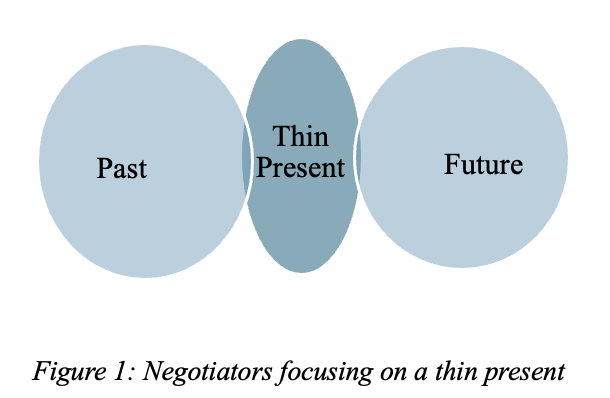 Thin
Present
Past
Future
Figure 1: Negotiators focusing on a thin present